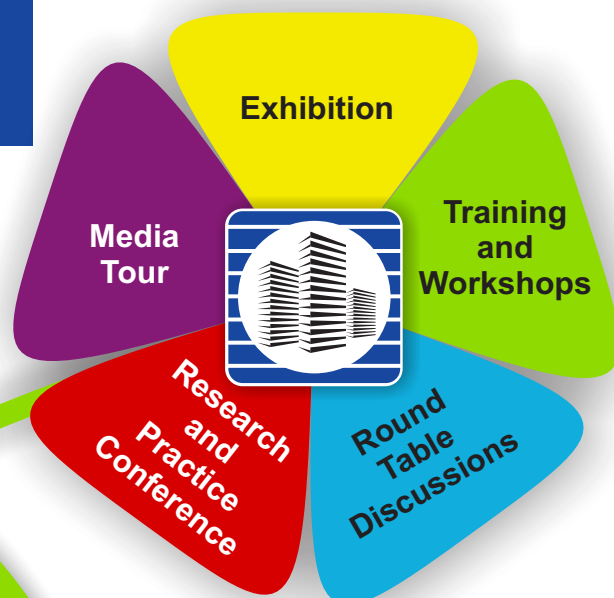 Exhibition
Training
and
Workshops
Media
Tour
Research
and
Practice
Conference
Round
Table
Discussions